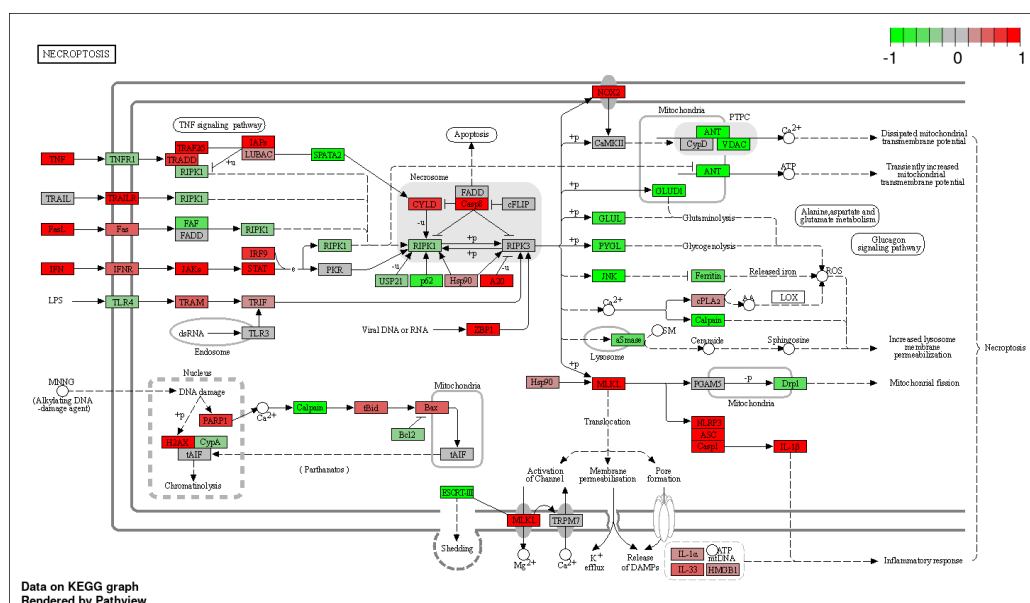 NECROPTOSIS
-1 0 1
TNF signaling pathway
TNF
TNFR1
TRAF25
TRADD
RIPK1
IAPs
LUBAC
+u
SPATA2
TRAIL
TRAILR
RIPK1
FasL
Fas
FAF
FADD
RIPK1
IFN
IFNR
JAKs
STAT
IRF9
e
RIPK1
PKR
LPS
TLR4
TRAM
TRIF
dsRNA
TLR3
Endosome
Viral DNA or RNA
ZBP1
Apoptosis
Necrosome
FADD
CYLD
Casp8
cFLIP
-u
RIPK1
+p
+p
RIPK3
USP21
p62
Hsp90
-u
A20
NOX2
+p
CaMKII
Mitochondria
PTPC
ANT
CypD
VDAC
Ca2+
Dissipated mitochondrial
transmembrane potential
ANT
ATP
Transiently increased
mitochondrial
transmembrane potential
+p
GLUD1
+p
GLUL
Glutaminolysis
Alanine, aspartate and
glutamate metabolism
+p
PYGL
Glycogenolysis
Glucagon
signaling pathway
JNK
Ferritin
Released iron
ROS
Ca2+
cPLA2
AA
LOX
Calpain
SM
aSmase
Lysosome
Ceramide
Sphingosine
Increased lysosome
membrane
permeabilization
Necroptosis
+p
Hsp90
MLKL
PGAM5
-p
Drp1
Mitochondria
Mitochonrial fission
MNNG
(Alkylating DNA
-damage agent)
Nucleus
DNA damage
+p
PARP1
H2AX
CypA
tAIF
Chromatinolysis
Ca2+
Calpain
tBid
Bax
Bcl2
Mitochondria
tAIF
( Parthanatos )
Translocation
NLRP3
ASC
Casp1
IL-1β
Activation
of Channel
Membrane
permeabilisation
Pore
formation
ESCRT-III
Shedding
MLKL
TRPM7
Mg2+
Ca2+
K+
efflux
Release
of DAMPs
IL-1α
ATP
mtDNA
IL-33
HMGB1
Inflammatory response
Data on KEGG graph
Rendered by Pathview